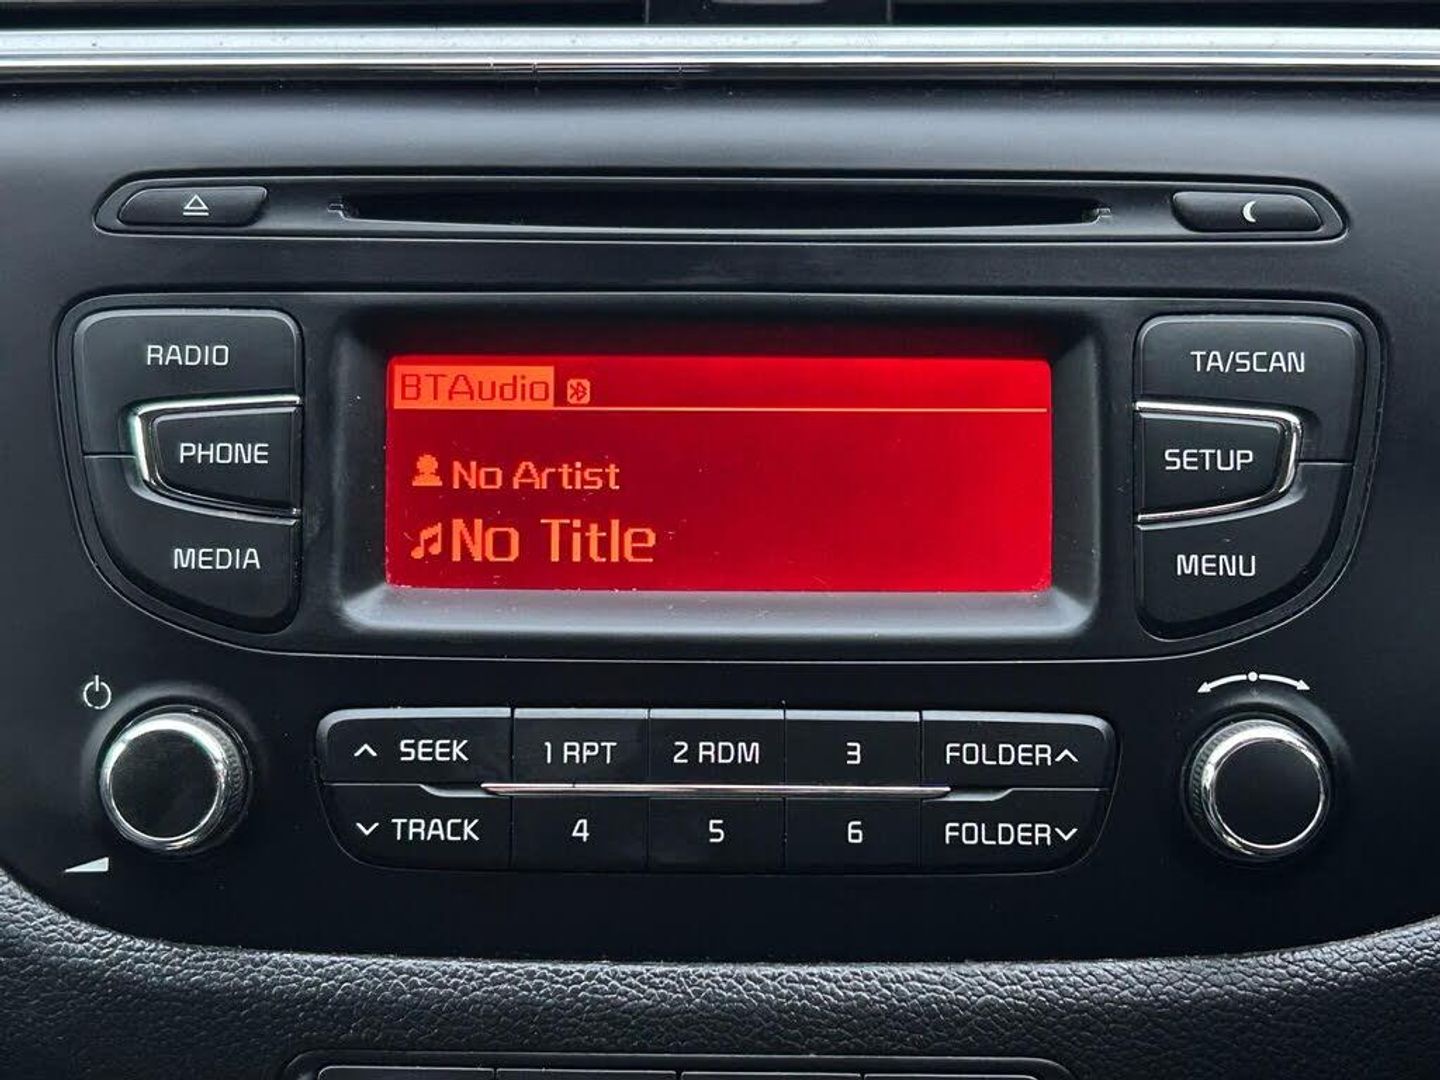 RADIO
PHONE
MEDIA
BTAudio
No Artist
No Title
TA/SCAN
SETUP
MENU
SEEK
TRACK
1 RPT
2 RDM
3
4
5
6
FOLDER
FOLDER